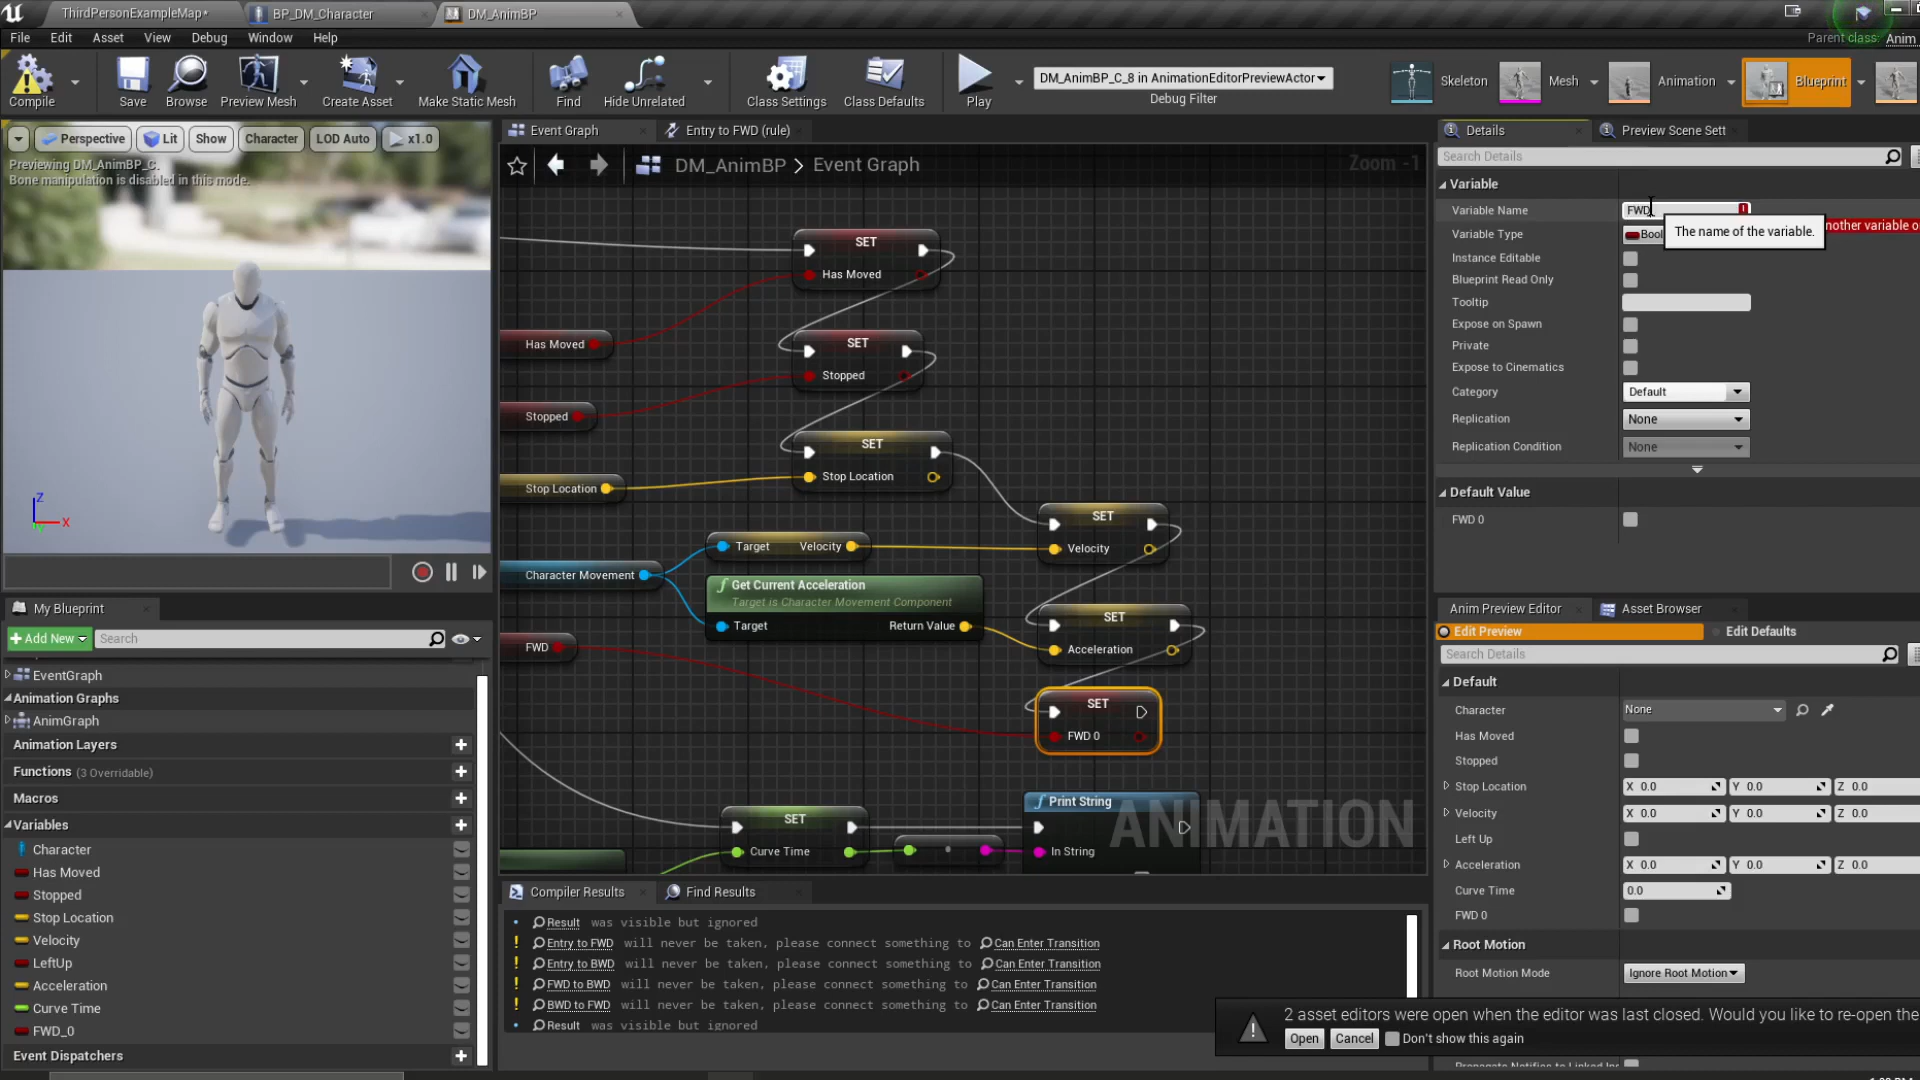 ThirdPersonExampleMap*
BP_DM_Character
DM_AnimBP
File Edit Asset View Debug Window Help
Parent class: Anim
Compile
Save
Browse
Preview Mesh
Create Asset
Make Static Mesh
Find
Hide Unrelated
Class Settings
Class Defaults
Play
DM_AnimBP_C_8 in AnimationEditorPreviewActor
Debug Filter
Skeleton
Mesh
Animation
Blueprint
Perspective Lit Show Character LOD Auto x1.0
Previewing DM_AnimBP_C.
Bone manipulation is disabled in this mode.
Z
X
Event Graph
Entry to FWD (rule)
DM_AnimBP > Event Graph
Zoom -1
SET
Has Moved
Has Moved
SET
Stopped
Stopped
SET
Stop Location
Stop Location
SET
Velocity
Target Velocity
Character Movement
Get Current Acceleration
Target is Character Movement Component
Target Return Value
SET
Acceleration
FWD
SET
FWD 0
SET
Curve Time
Print String
In String
ANIMATION
My Blueprint
Add New Search
EventGraph
Animation Graphs
AnimGraph
Animation Layers
Functions (3 Overridable)
Macros
Variables
Character
Has Moved
Stopped
Stop Location
Velocity
LeftUp
Acceleration
Curve Time
FWD_0
Event Dispatchers
Compiler Results
Find Results
Result was visible but ignored
Entry to FWD will never be taken, please connect something to Can Enter Transition
Entry to BWD will never be taken, please connect something to Can Enter Transition
FWD to BWD will never be taken, please connect something to Can Enter Transition
BWD to FWD will never be taken, please connect something to Can Enter Transition
Result was visible but ignored
Details
Preview Scene Sett
Search Details
Variable
Variable Name FWD
nother variable o
The name of the variable.
Variable Type Bool
Instance Editable
Blueprint Read Only
Tooltip
Expose on Spawn
Private
Expose to Cinematics
Category Default
Replication None
Replication Condition None
Default Value
FWD 0
Anim Preview Editor
Asset Browser
Edit Preview
Edit Defaults
Search Details
Default
Character None
Has Moved
Stopped
Stop Location X 0.0 Y 0.0 Z 0.0
Velocity X 0.0 Y 0.0 Z 0.0
Left Up
Acceleration X 0.0 Y 0.0 Z 0.0
Curve Time 0.0
FWD 0
Root Motion
Root Motion Mode Ignore Root Motion
2 asset editors were open when the editor was last closed. Would you like to re-open the
Open Cancel Don't show this again